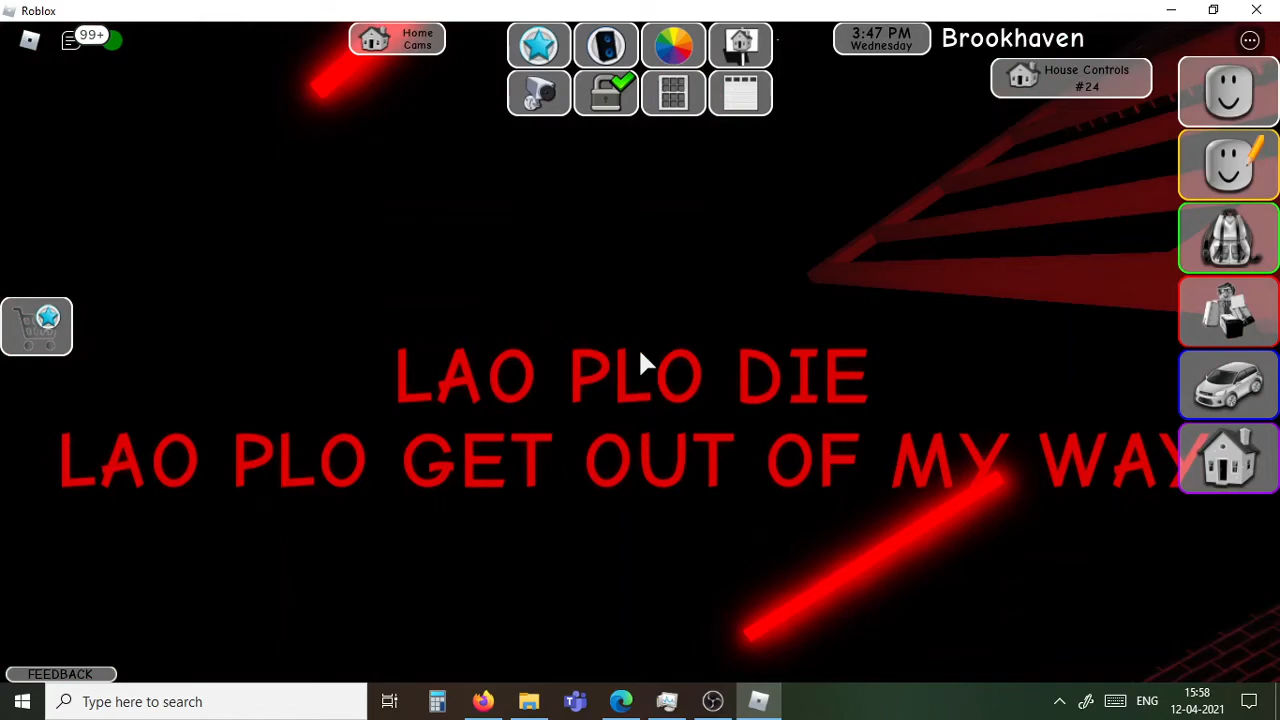 Roblox
99+
Home
Cams
3:47 PM
Wednesday
Brookhaven
House Controls
#24
LAO PLO DIE
LAO PLO GET OUT OF MY WAY
FEEDBACK
Type here to search
ENG
15:58
12-04-2021